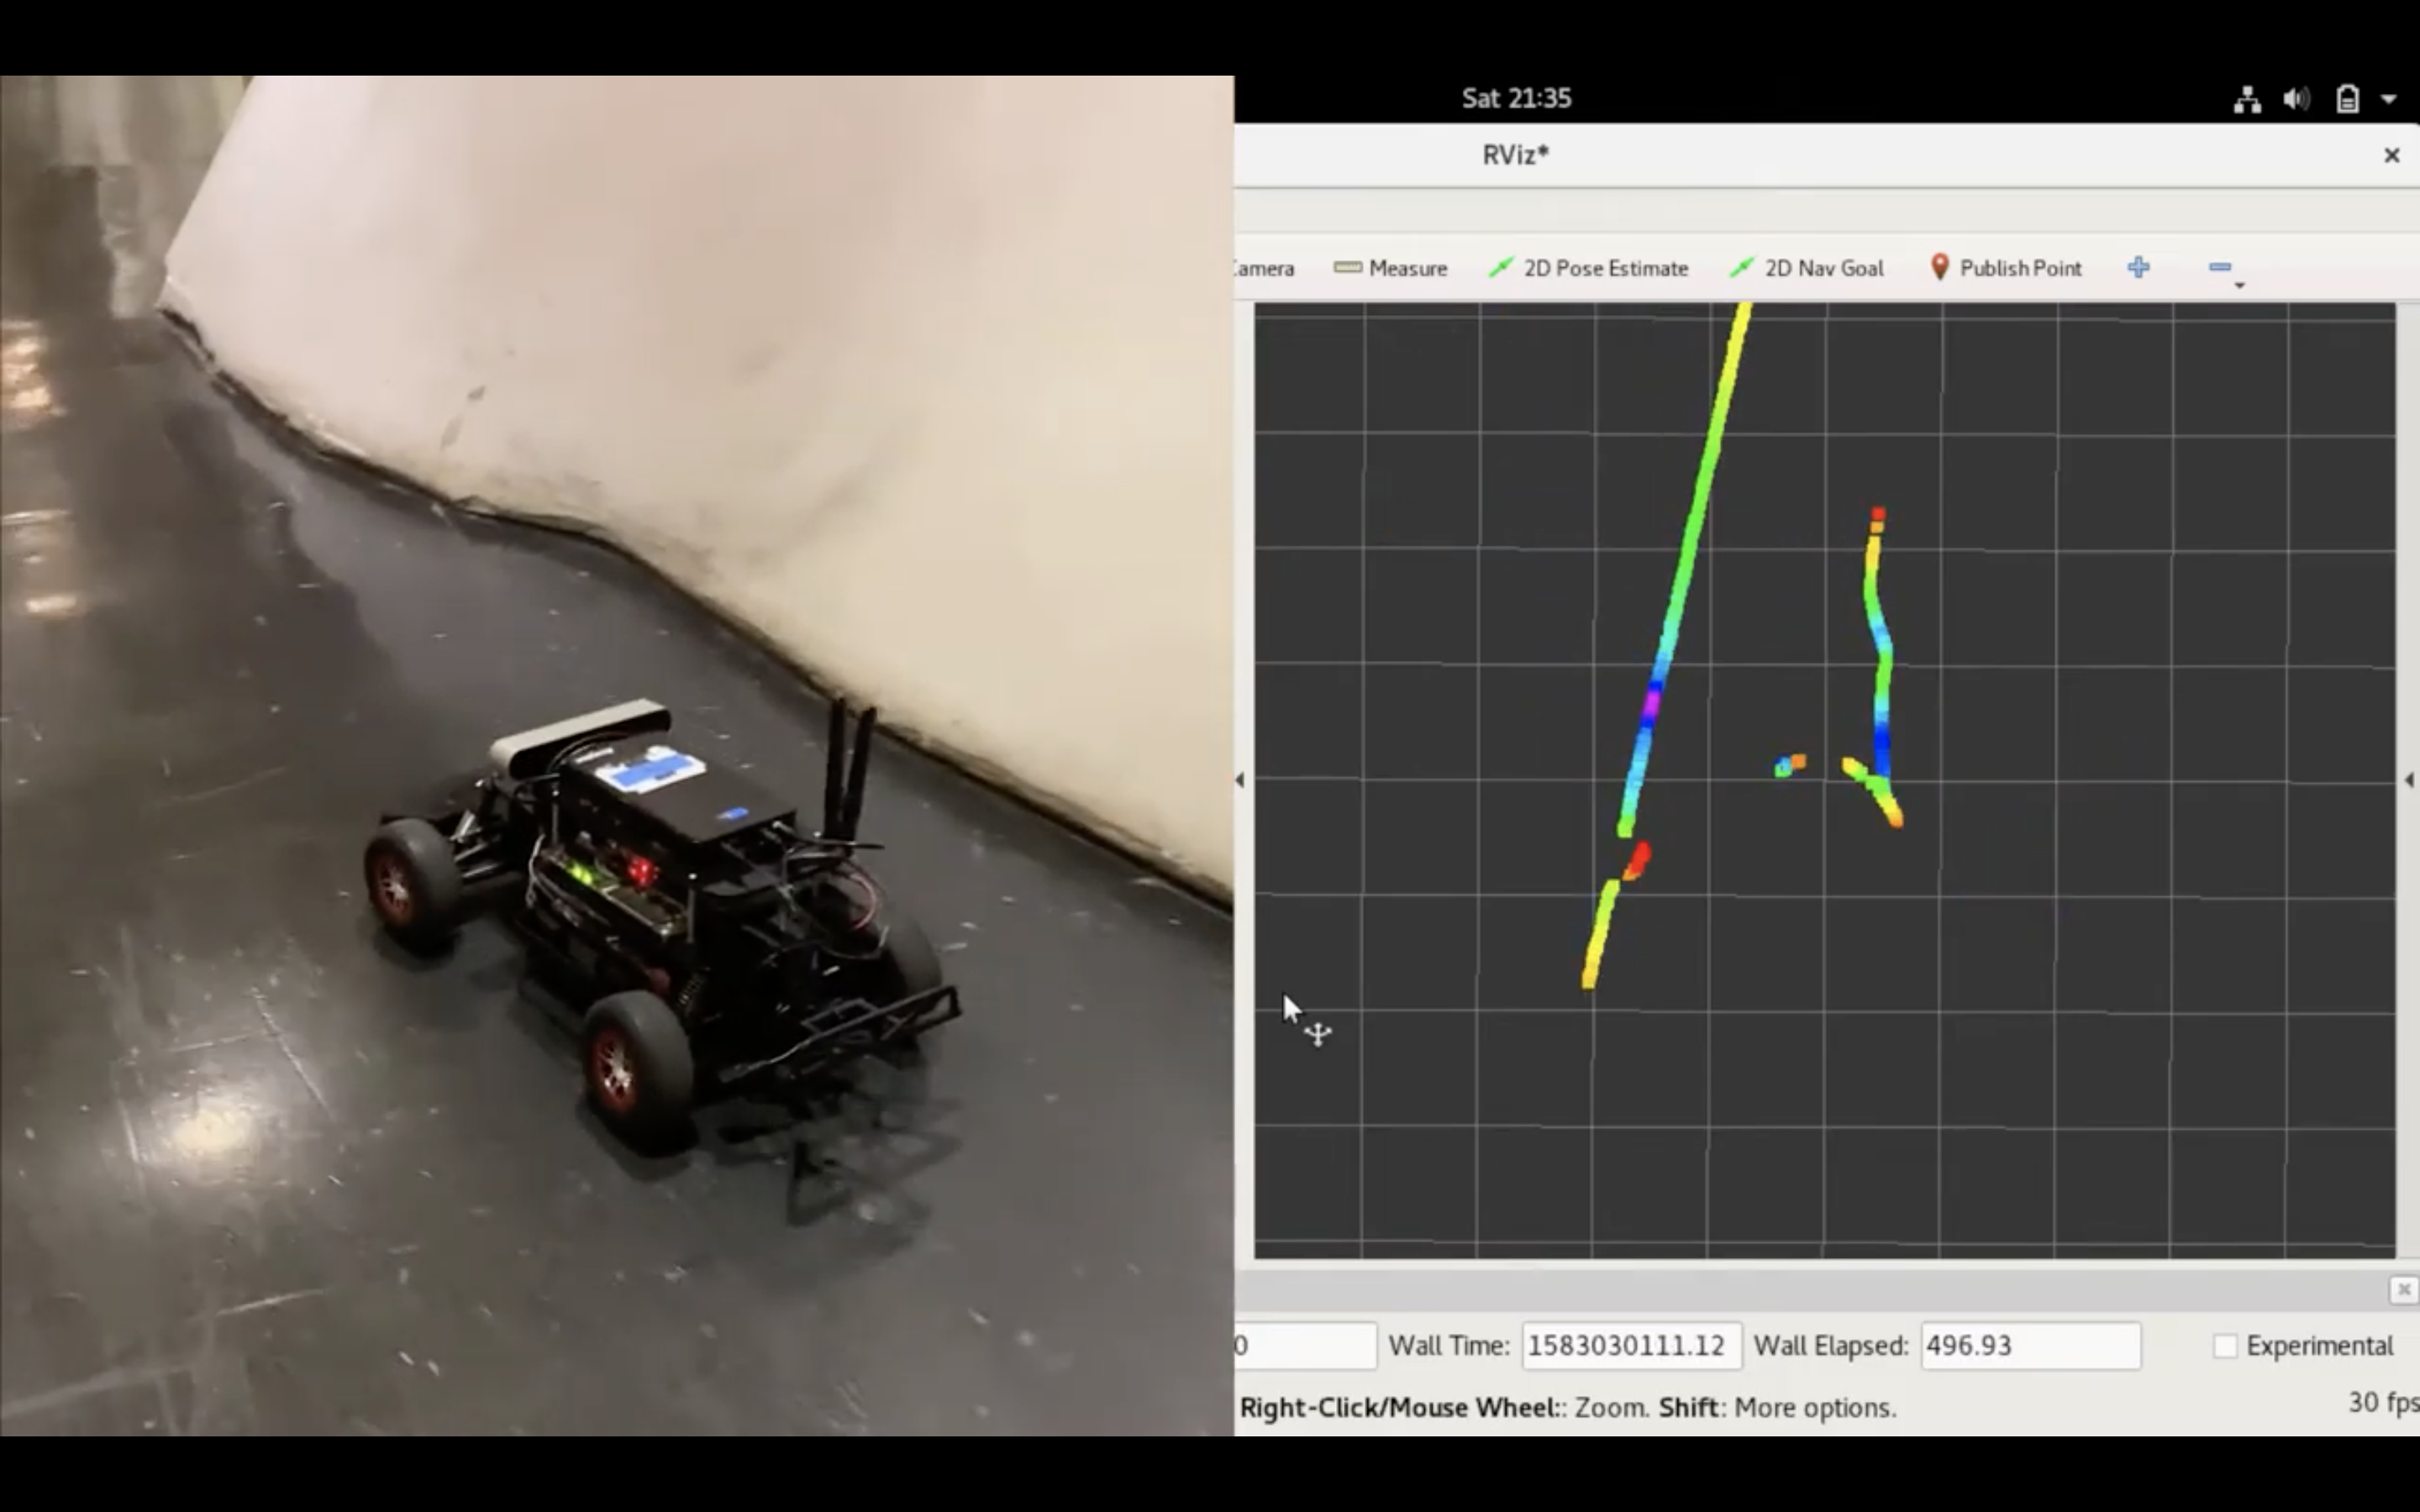 Sat 21:35
RViz*
Camera Measure 2D Pose Estimate 2D Nav Goal Publish Point
0 Wall Time: 1583030111.12 Wall Elapsed: 496.93 Experimental
Right-Click/Mouse Wheel:: Zoom. Shift: More options. 30 fps